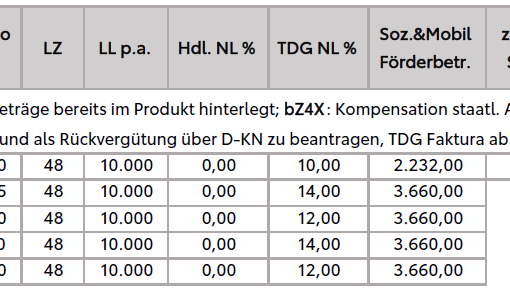 o LZ LL p.a. Hdl. NL % TDG NL % Soz.&Mobil Förderbetr. z
eträge bereits im Produkt hinterlegt; bZ4X: Kompensation staatl. A
und als Rückvergütung über D-KN zu beantragen, TDG Faktura ab
0 48 10.000 0,00 10,00 2.232,00
5 48 10.000 0,00 14,00 3.660,00
0 48 10.000 0,00 12,00 3.660,00
0 48 10.000 0,00 14,00 3.660,00
0 48 10.000 0,00 12,00 3.660,00